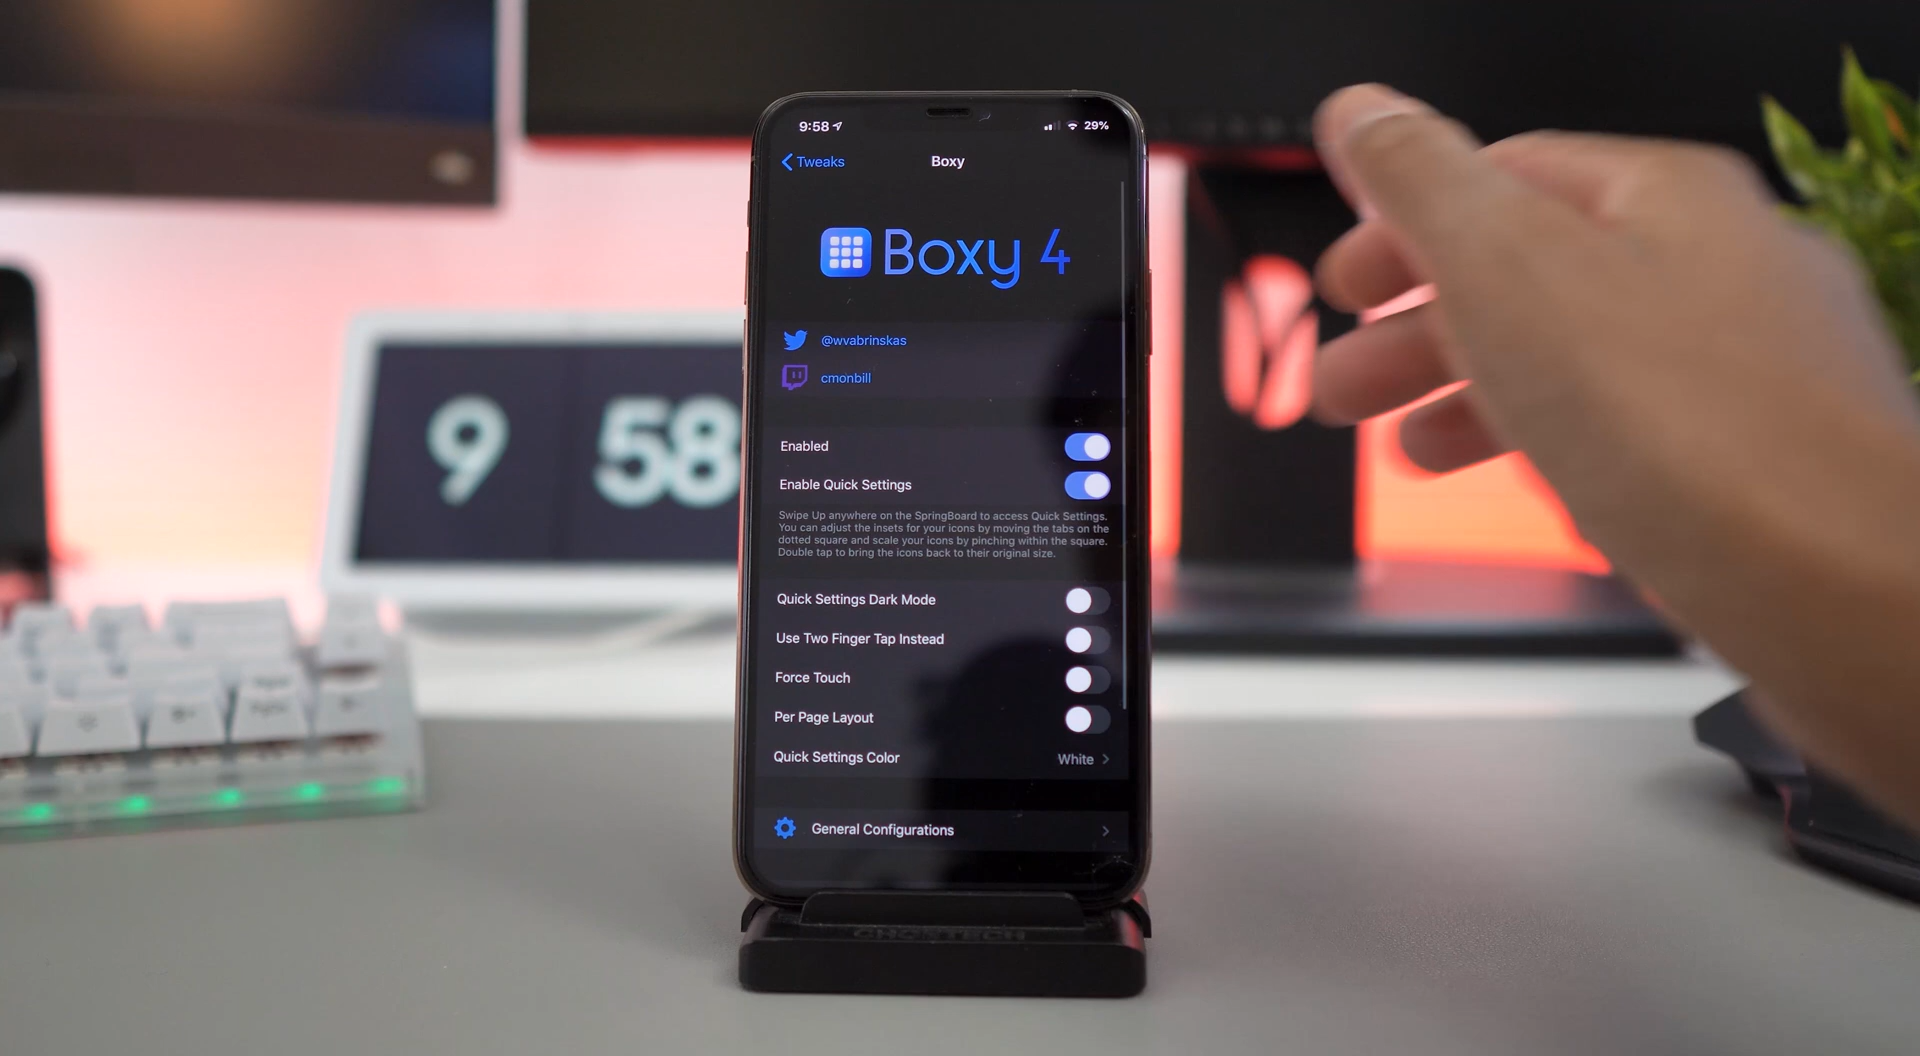 9:58
29%
Tweaks
Boxy
Boxy 4
@wvabrinskas
cmonbill
Enabled
Enable Quick Settings
Swipe Up anywhere on the SpringBoard to access Quick Settings.
You can adjust the insets for your icons by moving the tabs on the
dotted square and scale your icons by pinching within the square.
Double tap to bring the icons back to their original size.
Quick Settings Dark Mode
Use Two Finger Tap Instead
Force Touch
Per Page Layout
Quick Settings Color
White
General Configurations
9 58
CHOETECH